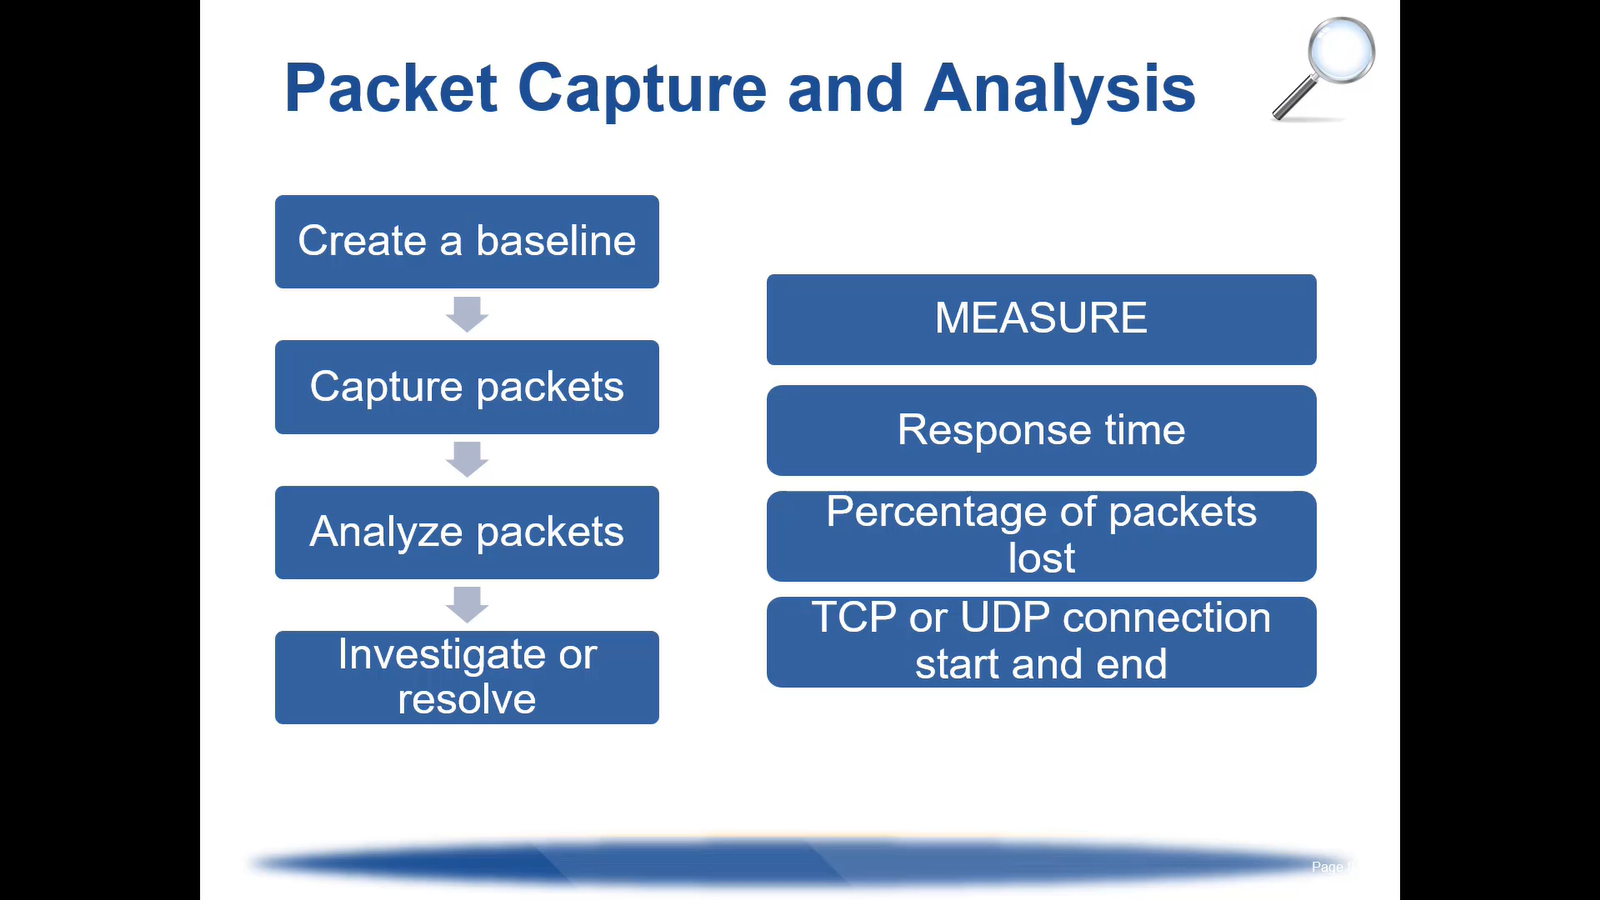 Packet Capture and Analysis
Create a baseline
Capture packets
Analyze packets
Investigate or
resolve
MEASURE
Response time
Percentage of packets
lost
TCP or UDP connection
start and end
Page